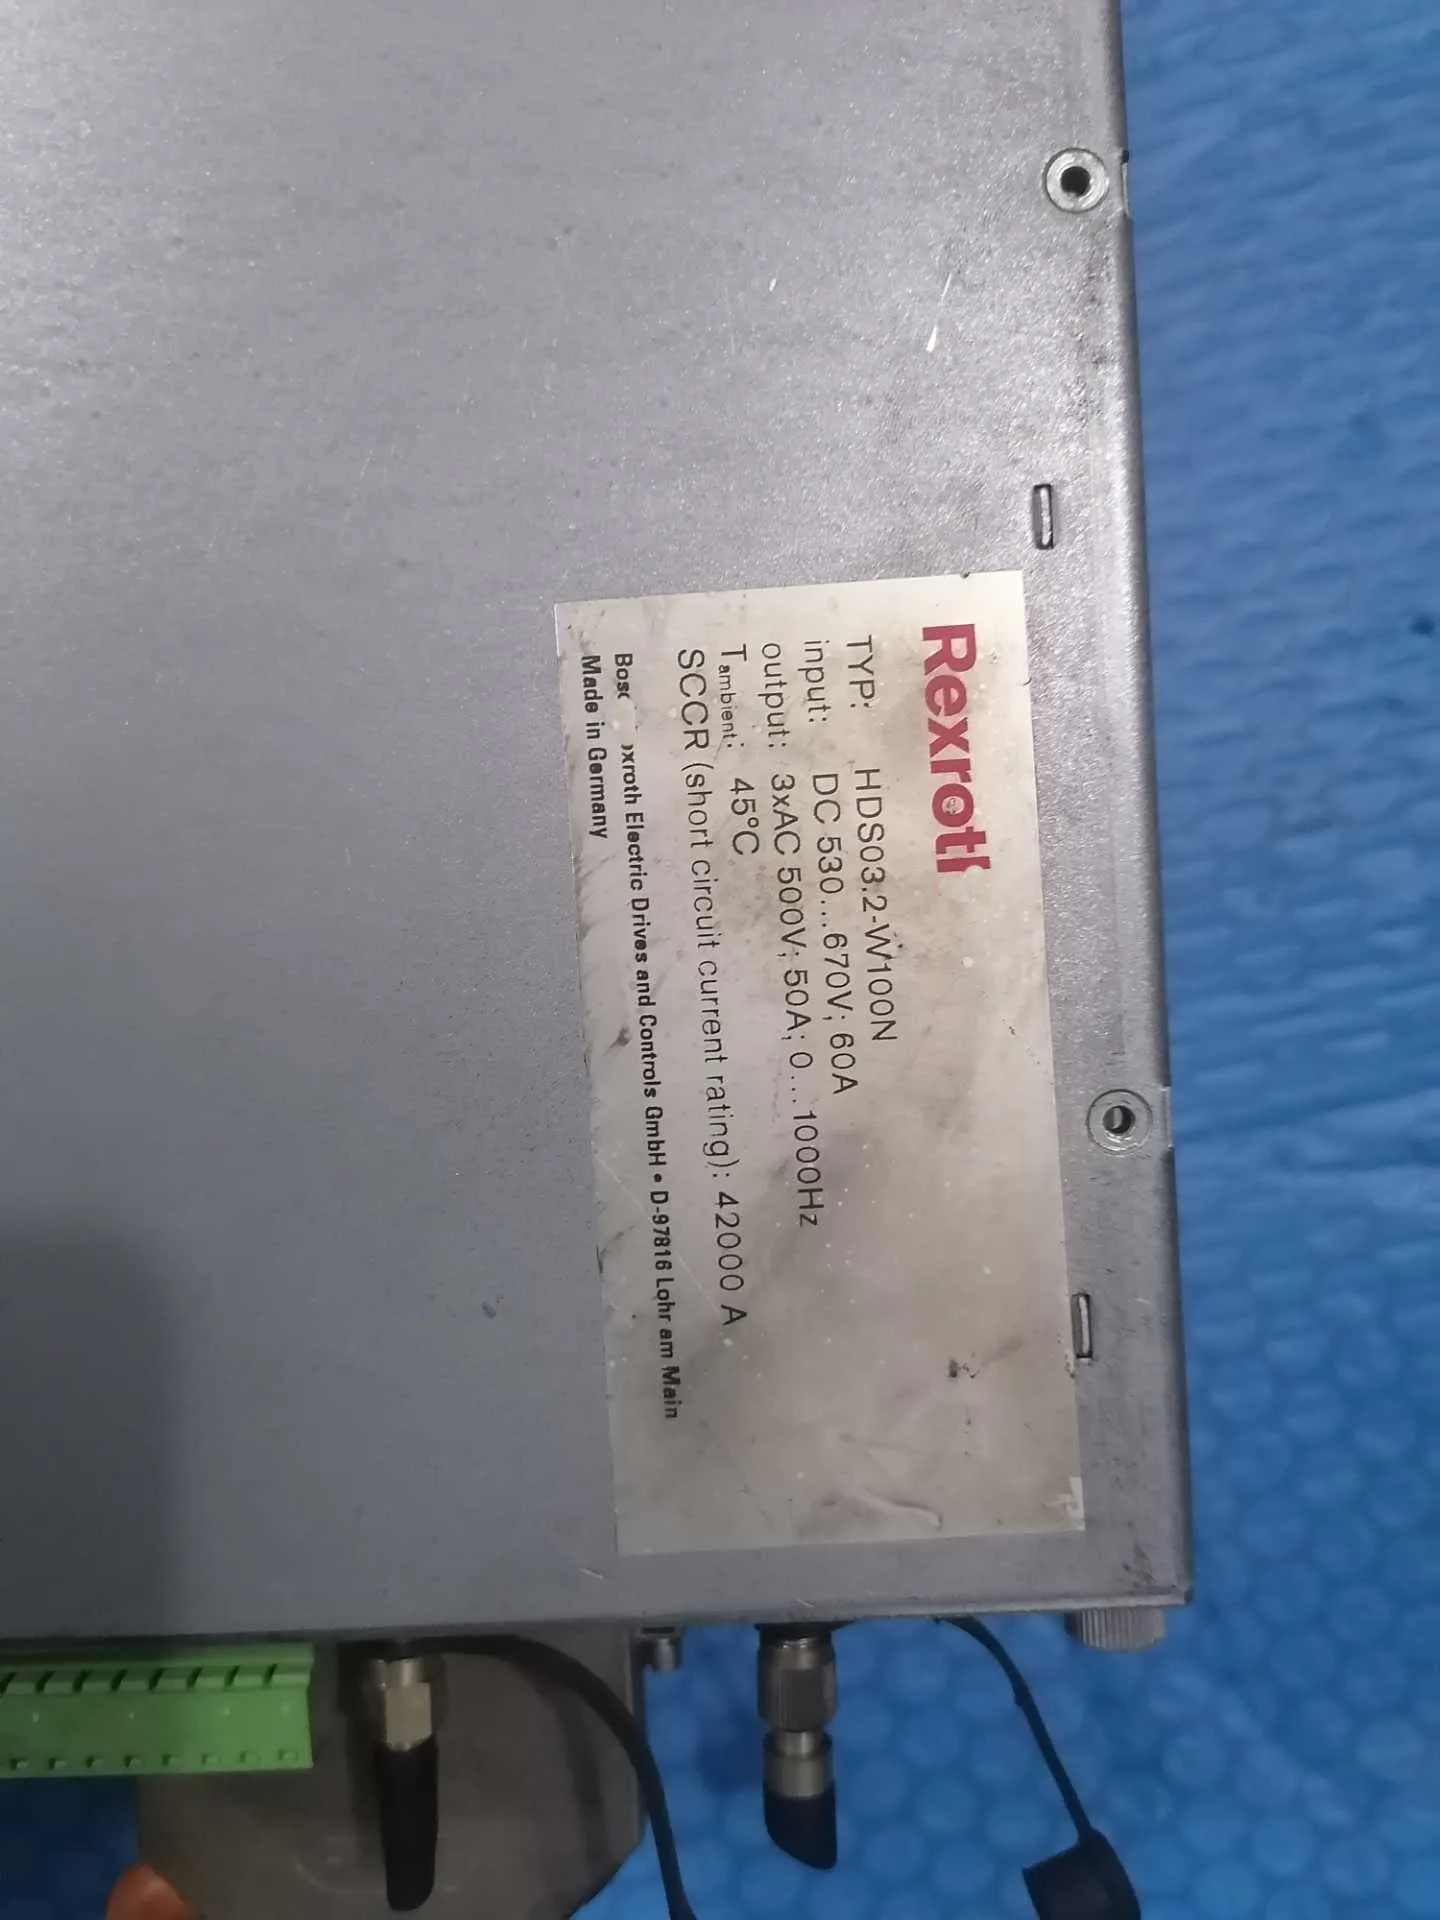 Rexroth
TYP: HDS03.2-W100N
input: DC 530...670V; 60A
output: 3xAC 500V; 50A; 0...1000Hz
Tambient: 45°C
SCCR (short circuit current rating): 42000 A
Bosc  xroth Electric Drives and Controls GmbH • D-97816 Lohr am Main
Made in Germany